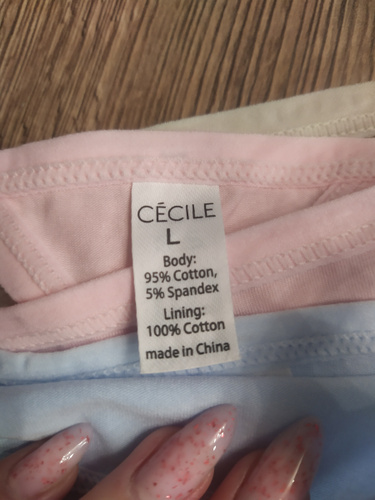 CÉCILE
L
Body:
95% Cotton,
5% Spandex
Lining:
100% Cotton
made in China